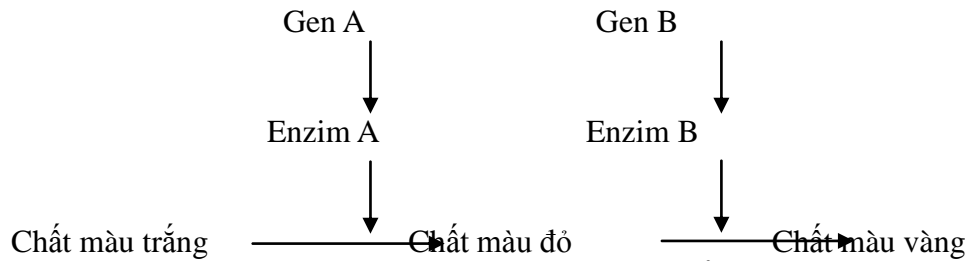 Gen A Gen B
Enzim A Enzim B
Chất màu trắng Chất màu đỏ Chất màu vàng